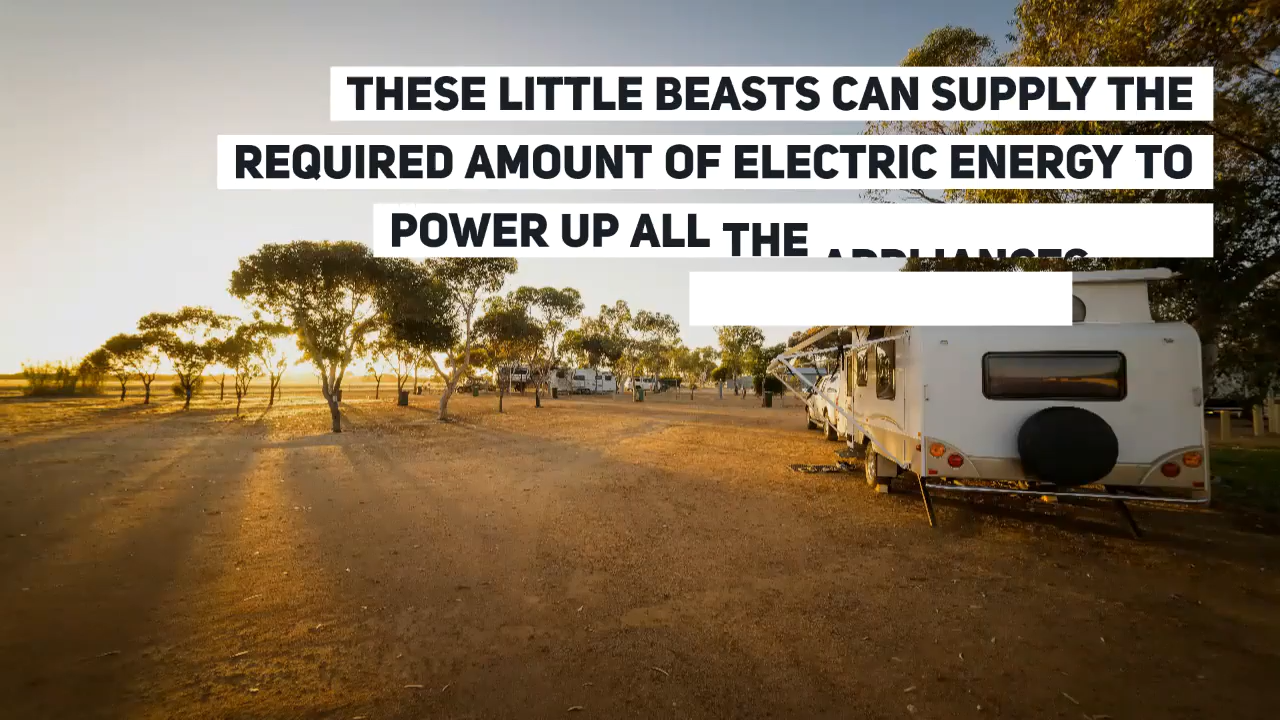 THESE LITTLE BEASTS CAN SUPPLY THE
REQUIRED AMOUNT OF ELECTRIC ENERGY TO
POWER UP ALL THE